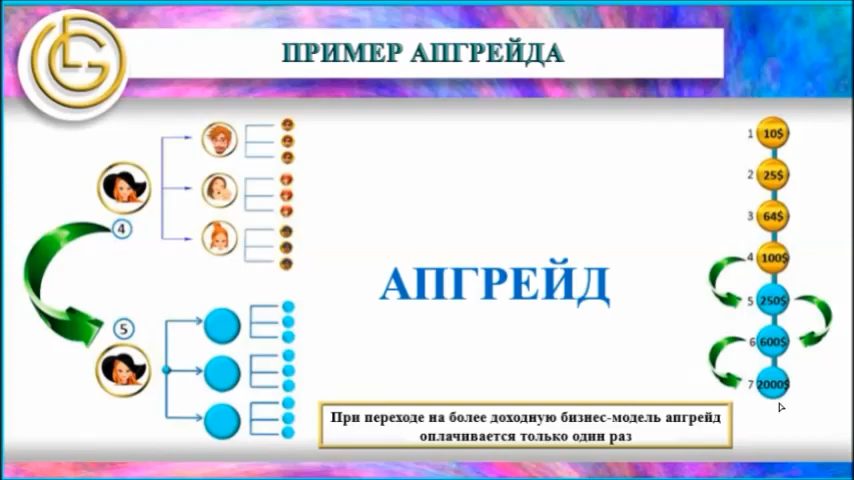 LG
ПРИМЕР АПГРЕЙДА
4
5
АПГРЕЙД
1 10$
2 25$
3 64$
4 100$
5 250$
6 600$
7 2000$
При переходе на более доходную бизнес-модель апгрейд
оплачивается только один раз